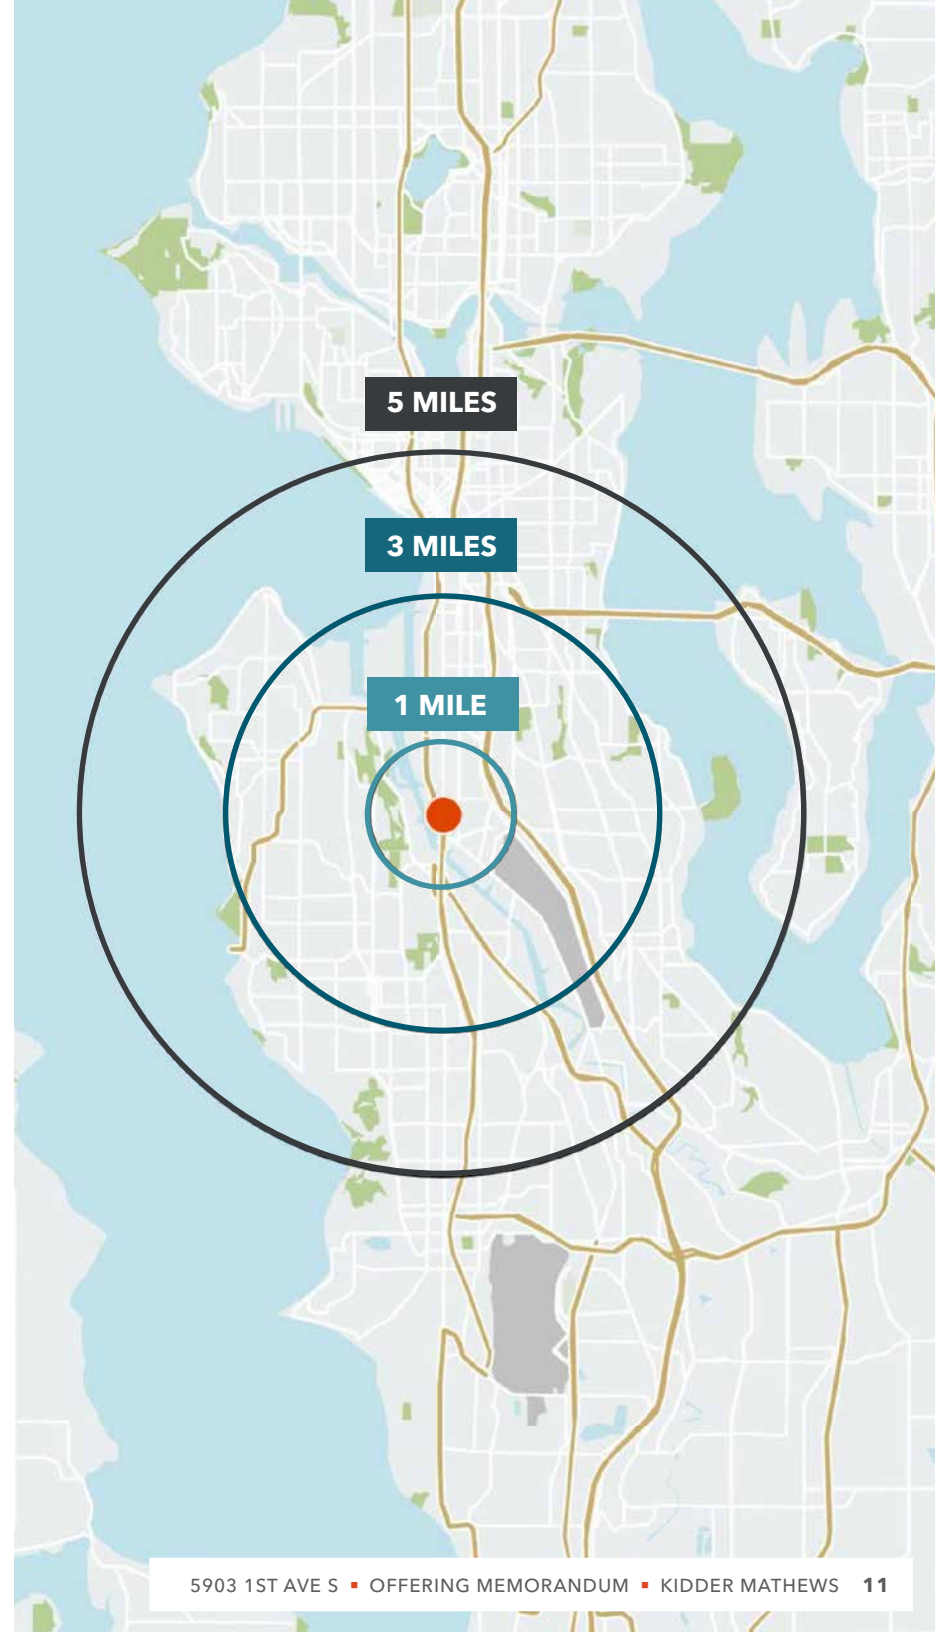 5 MILES
3 MILES
1 MILE
5903 1ST AVE S ▪ OFFERING MEMORANDUM ▪ KIDDER MATHEWS 11